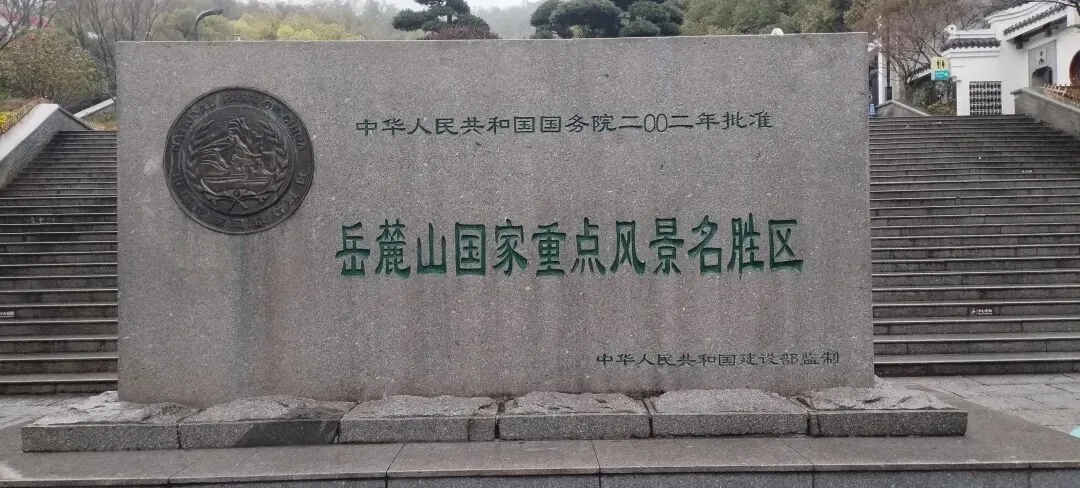 中华人民共和国国务院二〇〇二年批准
岳麓山国家重点风景名胜区
中华人民共和国建设部监制